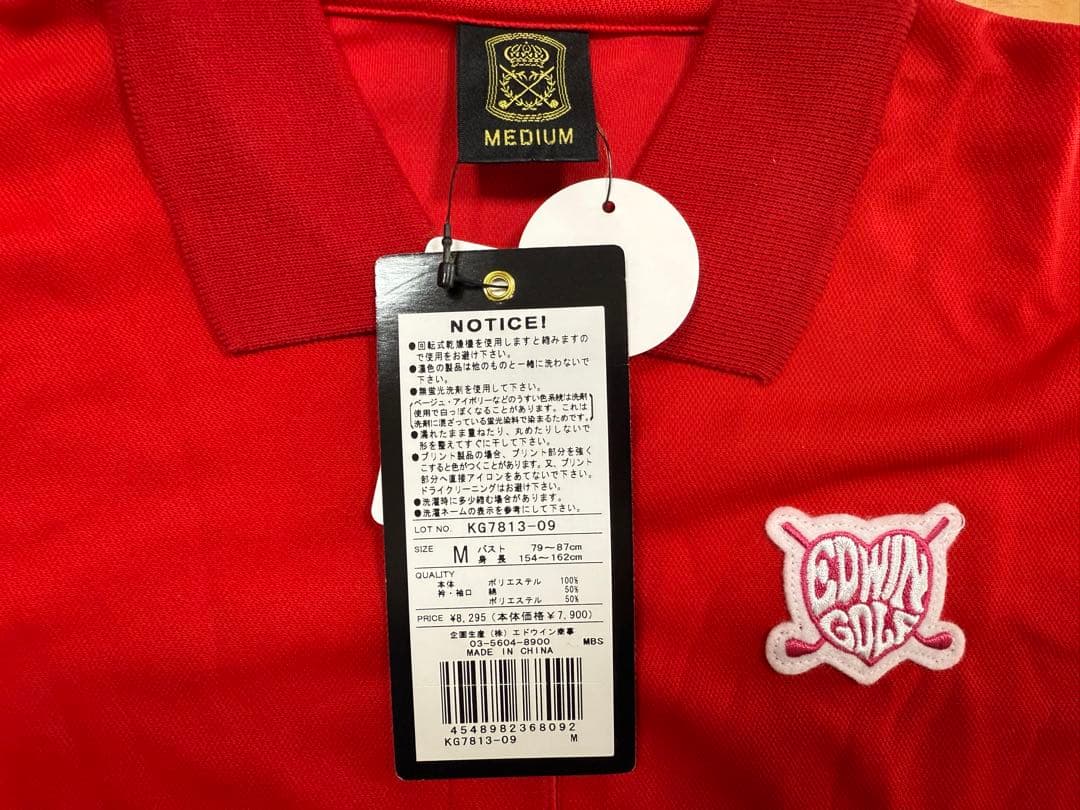 MEDIUM
NOTICE!
●回転式乾燥機を使用しますと縮みますの
で使用をお避け下さい。
●濃色の製品は他のものと一緒に洗わないで
下さい。
●無蛍光洗剤を使用して下さい。
ベージュ・アイボリーなどのうすい色系統は洗剤
使用で白っぽくなることがあります。これは
洗剤に混ざっている蛍光染料で染まるためです。
●濡れたまま重ねたり、丸めたりしないで
形を整えてすぐに干して下さい。
●プリント製品の場合、プリント部分を強く
こすると色がつくことがあります。又、プリント
部分へ直接アイロンをあてないで下さい。
ドライクリーニングはお避け下さい。
●洗濯時に多少縮む場合があります。
●洗濯ネームの表示を参考にして下さい。
LOT NO. KG7813-09
SIZE M バスト 79～87cm
身長 154～162cm
QUALITY
本体 ポリエステル 100%
衿・袖口 綿 50%
ポリエステル 50%
PRICE ¥8,295(本体価格¥7,900)
企画生産(株)エドウイン商事
03-5604-8900 MBS
MADE IN CHINA
4548982368092
KG7813-09 M
EDWIN
GOLF